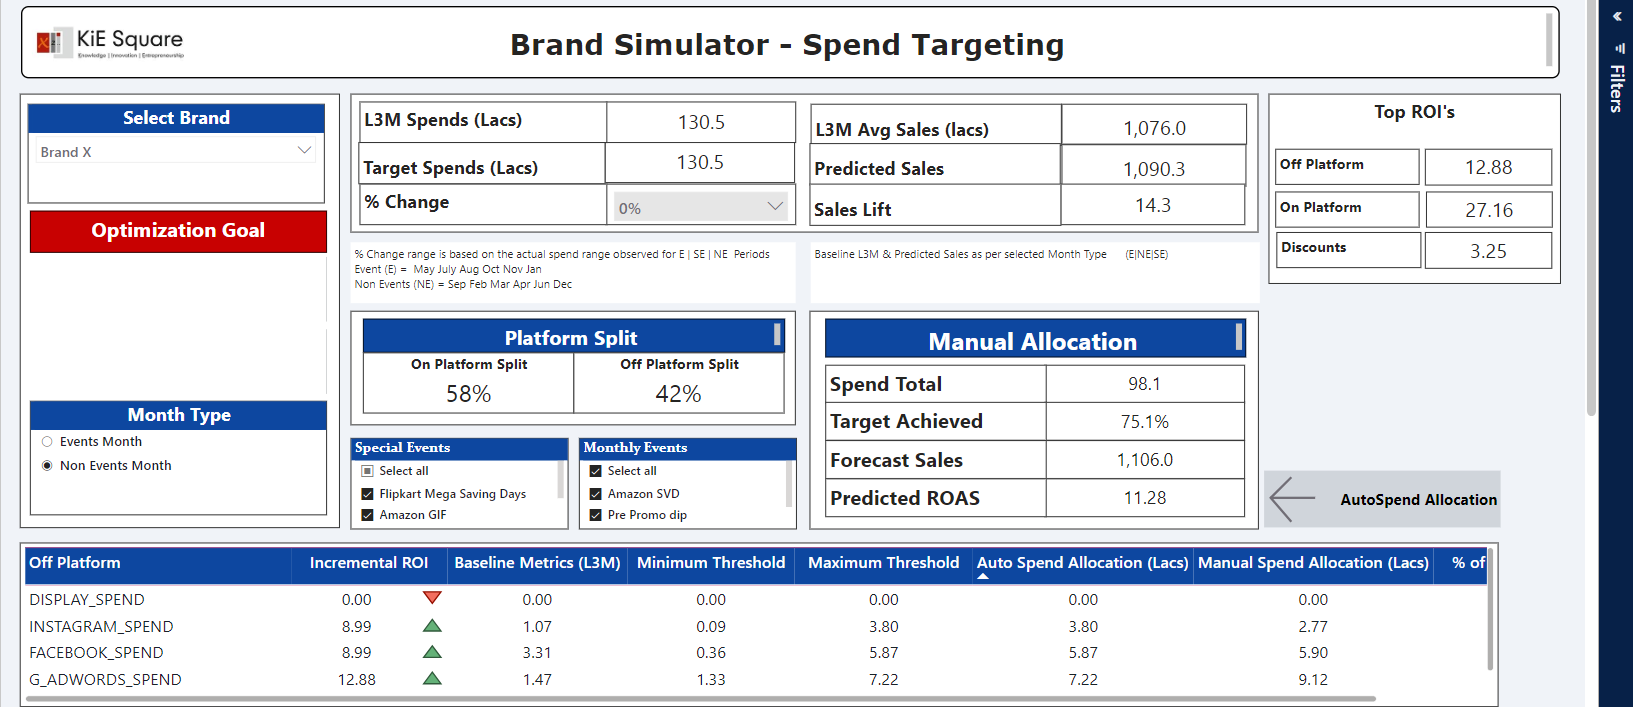 KiE Square
Knowledge | Innovation | Entrepreneurship
Brand Simulator - Spend Targeting
Filters
Select Brand
Brand X
Optimization Goal
Month Type
Events Month
Non Events Month
L3M Spends (Lacs) 130.5
Target Spends (Lacs) 130.5
% Change 0%
L3M Avg Sales (lacs) 1,076.0
Predicted Sales 1,090.3
Sales Lift 14.3
Top ROI's
Off Platform 12.88
On Platform 27.16
Discounts 3.25
% Change range is based on the actual spend range observed for E | SE | NE Periods
Event (E) = May July Aug Oct Nov Jan
Non Events (NE) = Sep Feb Mar Apr Jun Dec
Baseline L3M & Predicted Sales as per selected Month Type (E|NE|SE)
Platform Split
On Platform Split Off Platform Split
58% 42%
Special Events
Select all
Flipkart Mega Saving Days
Amazon GIF
Monthly Events
Select all
Amazon SVD
Pre Promo dip
Manual Allocation
Spend Total 98.1
Target Achieved 75.1%
Forecast Sales 1,106.0
Predicted ROAS 11.28
AutoSpend Allocation
Off Platform Incremental ROI Baseline Metrics (L3M) Minimum Threshold Maximum Threshold Auto Spend Allocation (Lacs) Manual Spend Allocation (Lacs) % of
DISPLAY_SPEND 0.00 0.00 0.00 0.00 0.00 0.00
INSTAGRAM_SPEND 8.99 1.07 0.09 3.80 3.80 2.77
FACEBOOK_SPEND 8.99 3.31 0.36 5.87 5.87 5.90
G_ADWORDS_SPEND 12.88 1.47 1.33 7.22 7.22 9.12